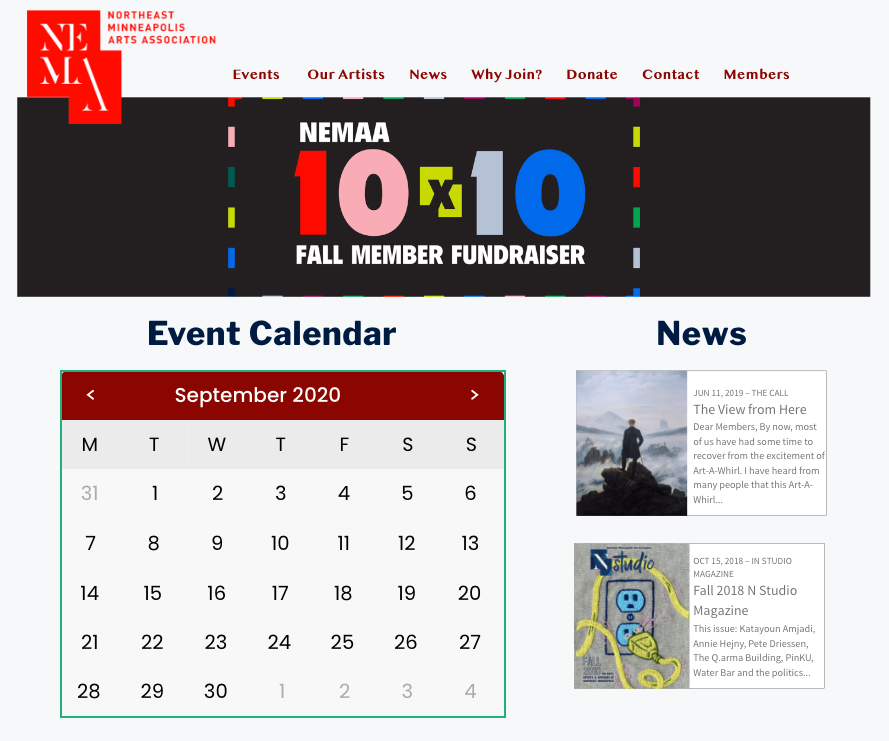 NE
MA
NORTHEAST
MINNEAPOLIS
ARTS ASSOCIATION
Events Our Artists News Why Join? Donate Contact Members
NEMAA
10x10
FALL MEMBER FUNDRAISER
Event Calendar
< September 2020 >
M T W T F S S
31 1 2 3 4 5 6
7 8 9 10 11 12 13
14 15 16 17 18 19 20
21 22 23 24 25 26 27
28 29 30 1 2 3 4
News
JUN 11, 2019 – THE CALL
The View from Here
Dear Members, By now, most
of us have had some time to
recover from the excitement of
Art-A-Whirl. I have heard from
many people that this Art-A-
Whirl...
N studio
FALL
OCT 15, 2018 – IN STUDIO
MAGAZINE
Fall 2018 N Studio
Magazine
This issue: Katayoun Amjadi,
Annie Hejny, Pete Driessen,
The Q.arma Building, PinKU,
Water Bar and the politics...